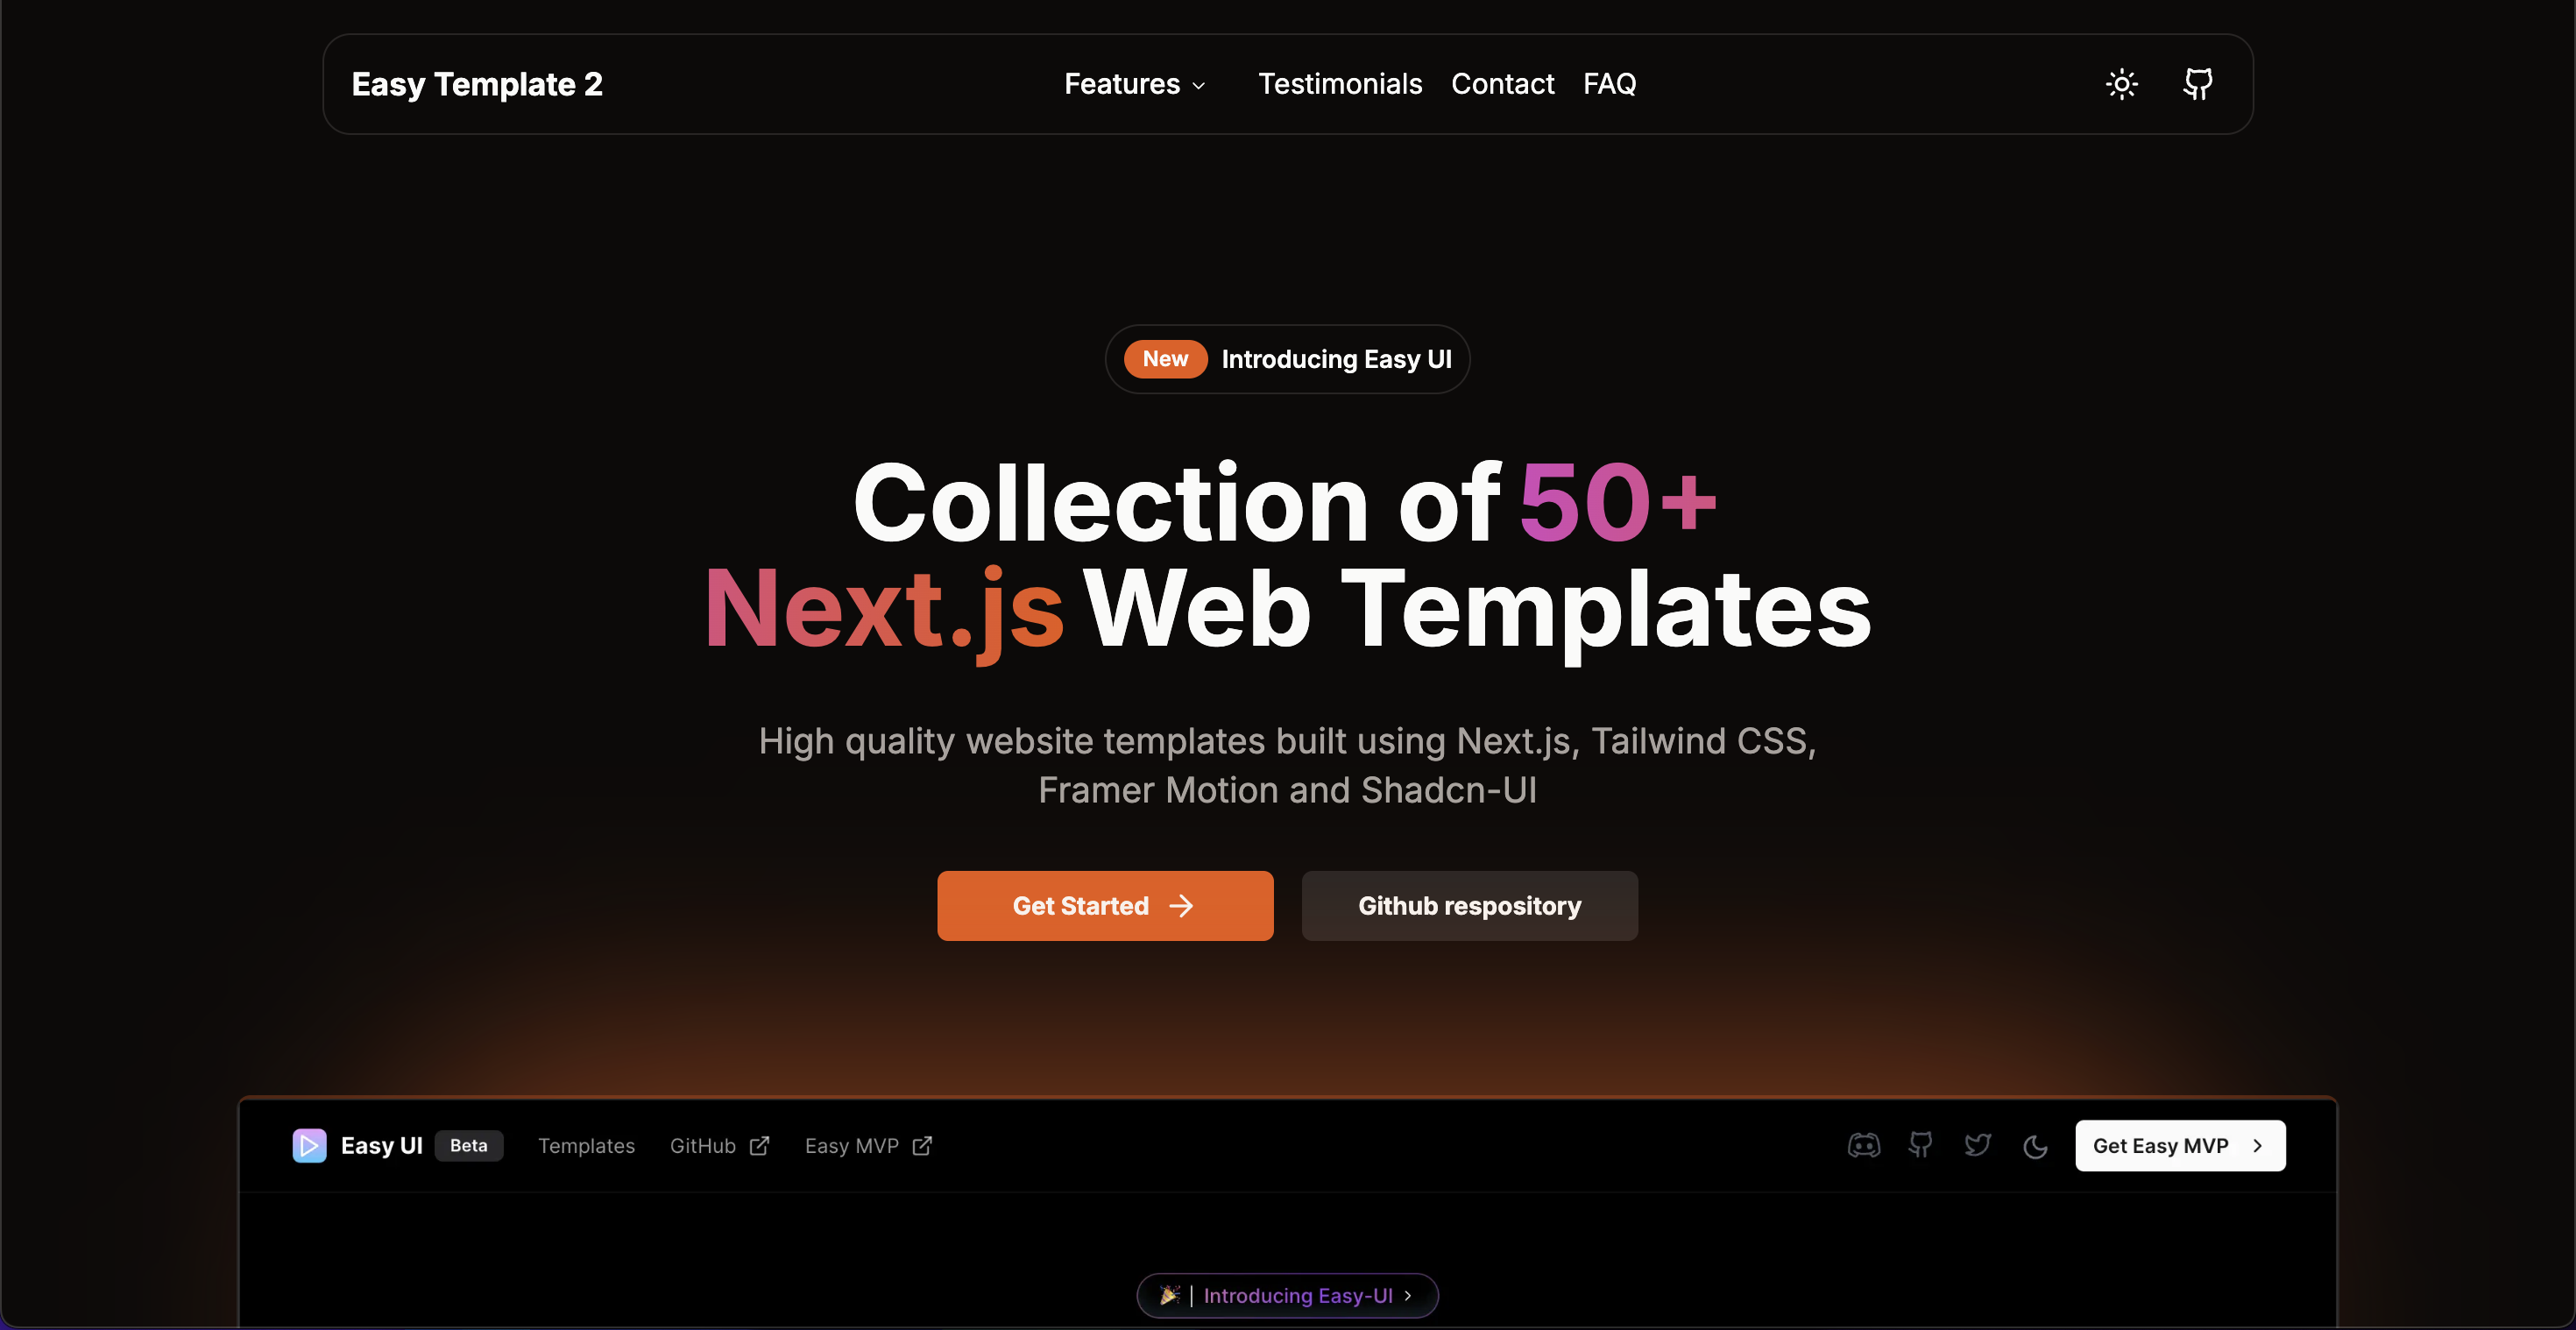 Easy Template 2 Features Testimonials Contact FAQ
New Introducing Easy UI
Collection of 50+
Next.js Web Templates
High quality website templates built using Next.js, Tailwind CSS,
Framer Motion and Shadcn-UI
Get Started → Github respository
Easy UI Beta Templates GitHub Easy MVP Get Easy MVP >
🎉 | Introducing Easy-UI >